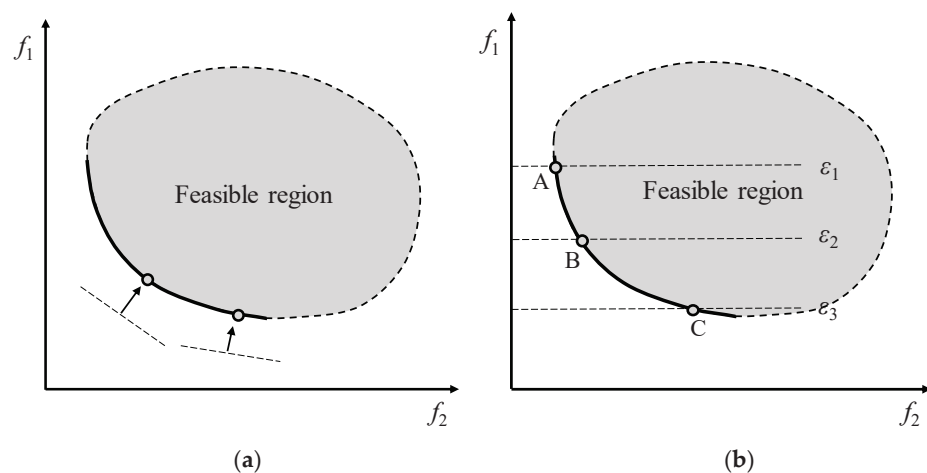 f1
Feasible region
f2
(a)
f1
A
ε1
Feasible region
B
ε2
C
ε3
f2
(b)